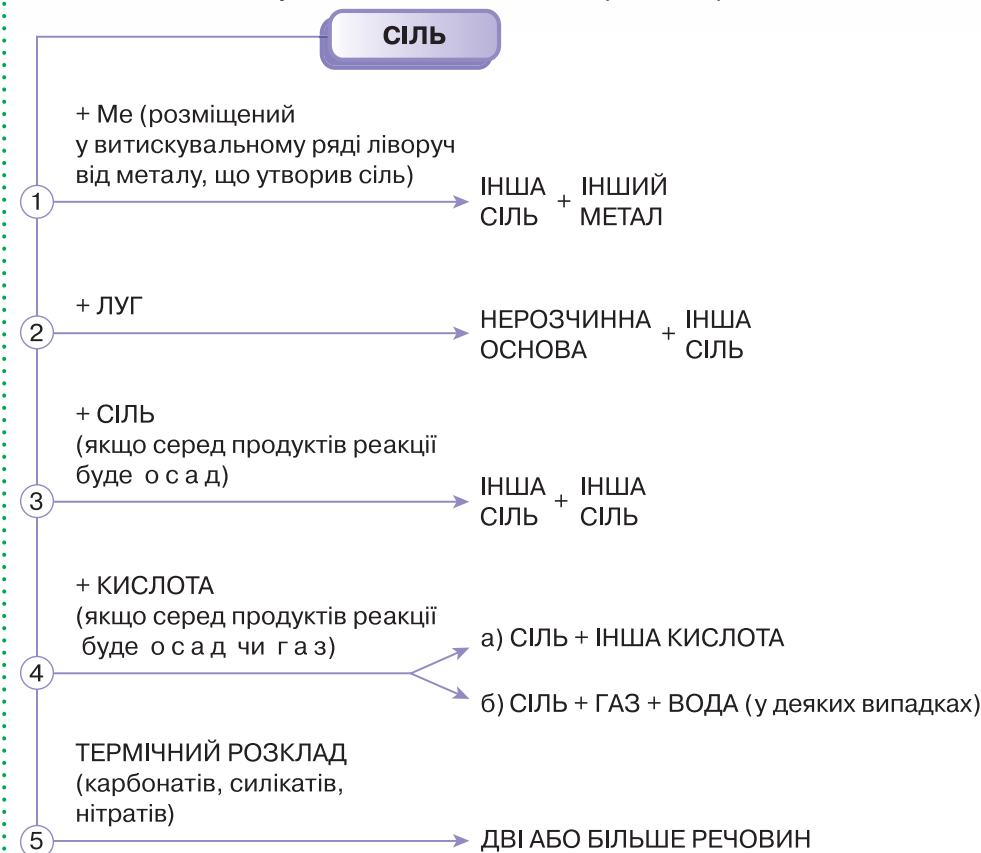 СІЛЬ
+ Ме (розміщений
у витискувальному ряді ліворуч
від металу, що утворив сіль)
1
ІНША + ІНШИЙ
СІЛЬ МЕТАЛ
+ ЛУГ
2
НЕРОЗЧИННА + ІНША
ОСНОВА СІЛЬ
+ СІЛЬ
(якщо серед продуктів реакції
буде о с а д)
3
ІНША + ІНША
СІЛЬ СІЛЬ
+ КИСЛОТА
(якщо серед продуктів реакції
буде о с а д чи г а з)
4
а) СІЛЬ + ІНША КИСЛОТА
б) СІЛЬ + ГАЗ + ВОДА (у деяких випадках)
ТЕРМІЧНИЙ РОЗКЛАД
(карбонатів, силікатів,
нітратів)
5
ДВІ АБО БІЛЬШЕ РЕЧОВИН